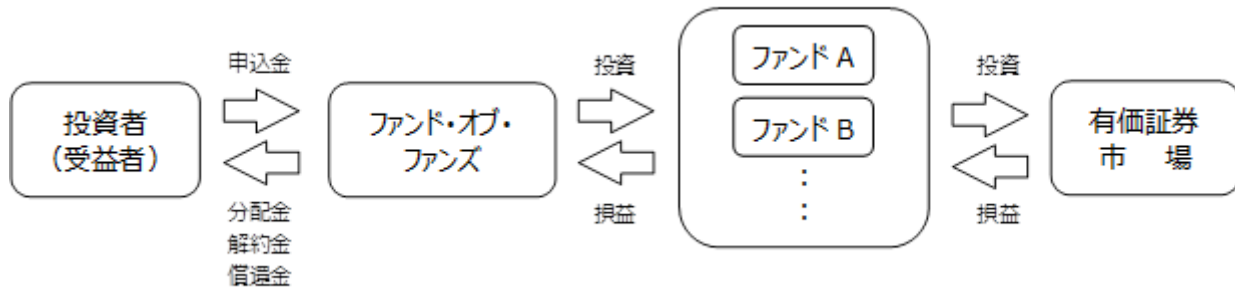 投資者
(受益者)
申込金
分配金
解約金
償還金
ファンド・オブ・
ファンズ
投資
損益
ファンド A
ファンド B
:
:
投資
損益
有価証券
市　場